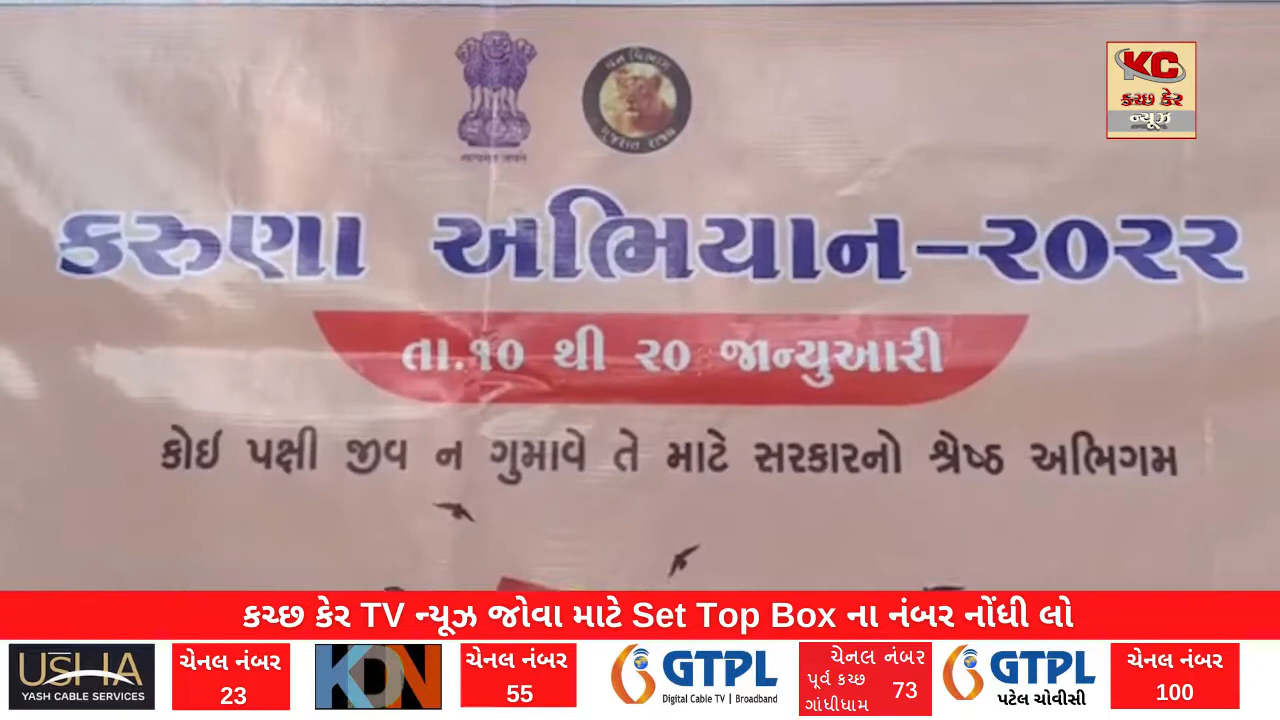 વન વિભાગ
ગુજરાત રાજ્ય
KC
કચ્છ કેર
ન્યૂઝ
કરુણા અભિયાન-૨૦૨૨
તા.૧૦ થી ૨૦ જાન્યુઆરી
કોઈ પક્ષી જીવ ન ગુમાવે તે માટે સરકારનો શ્રેષ્ઠ અભિગમ
કચ્છ કેર TV ન્યૂઝ જોવા માટે Set Top Box ના નંબર નોંધી લો
USHA
YASH CABLE SERVICES
ચેનલ નંબર
23
KDN
ચેનલ નંબર
55
GTPL
Digital Cable TV | Broadband
ચેનલ નંબર
પૂર્વ કચ્છ
ગાંધીધામ
73
GTPL
પટેલ ચોવીસી
ચેનલ નંબર
100